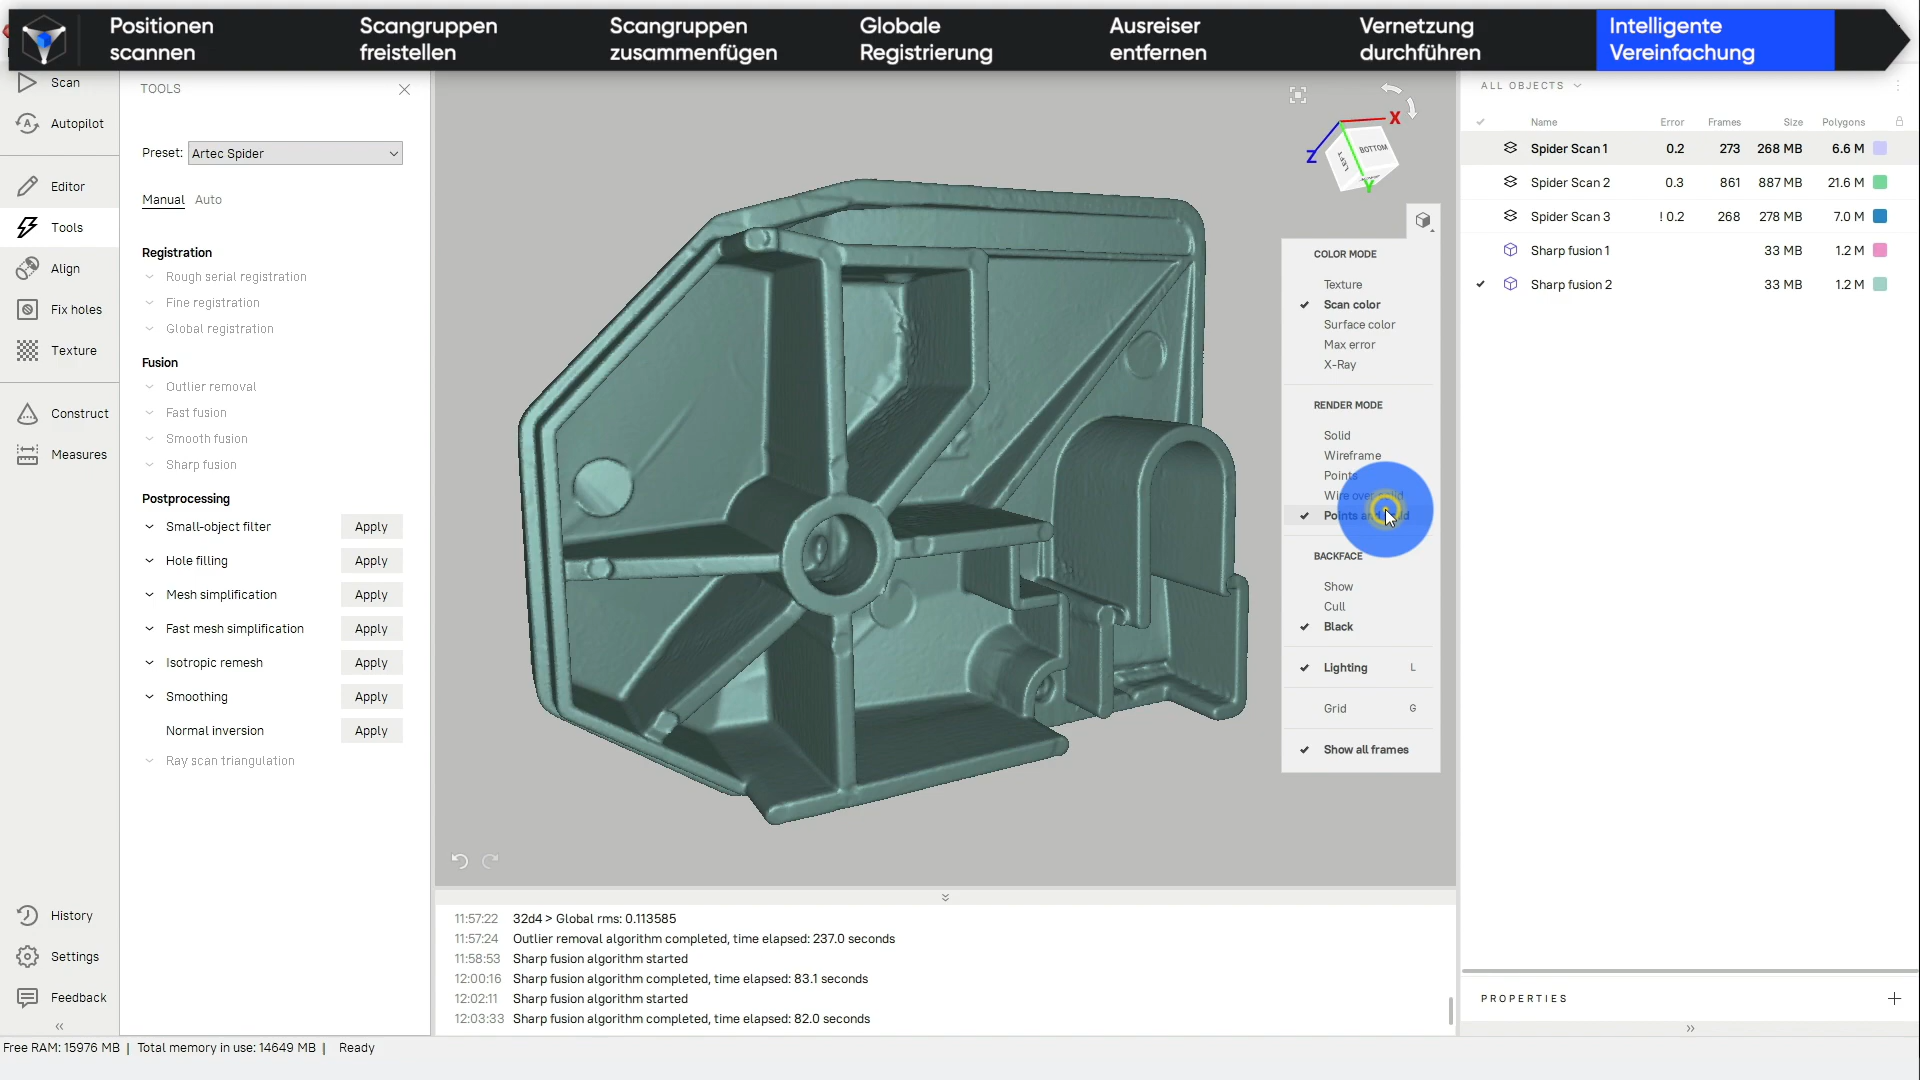 Positionen
scannen
Scangruppen
freistellen
Scangruppen
zusammenfügen
Globale
Registrierung
Ausreiser
entfernen
Vernetzung
durchführen
Intelligente
Vereinfachung
Scan
Autopilot
Editor
Tools
Align
Fix holes
Texture
Construct
Measures
History
Settings
Feedback
TOOLS
Preset: Artec Spider
Manual Auto
Registration
Rough serial registration
Fine registration
Global registration
Fusion
Outlier removal
Fast fusion
Smooth fusion
Sharp fusion
Postprocessing
Small-object filter Apply
Hole filling Apply
Mesh simplification Apply
Fast mesh simplification Apply
Isotropic remesh Apply
Smoothing Apply
Normal inversion Apply
Ray scan triangulation
X
Z
Y
LEFT
BOTTOM
COLOR MODE
Texture
Scan color
Surface color
Max error
X-Ray
RENDER MODE
Solid
Wireframe
Points
Wire over solid
Points and solid
BACKFACE
Show
Cull
Black
Lighting L
Grid G
Show all frames
11:57:22 32d4 > Global rms: 0.113585
11:57:24 Outlier removal algorithm completed, time elapsed: 237.0 seconds
11:58:53 Sharp fusion algorithm started
12:00:16 Sharp fusion algorithm completed, time elapsed: 83.1 seconds
12:02:11 Sharp fusion algorithm started
12:03:33 Sharp fusion algorithm completed, time elapsed: 82.0 seconds
ALL OBJECTS
Name Error Frames Size Polygons
Spider Scan 1 0.2 273 268 MB 6.6 M
Spider Scan 2 0.3 861 887 MB 21.6 M
Spider Scan 3 ! 0.2 268 278 MB 7.0 M
Sharp fusion 1 33 MB 1.2 M
Sharp fusion 2 33 MB 1.2 M
PROPERTIES
Free RAM: 15976 MB | Total memory in use: 14649 MB | Ready